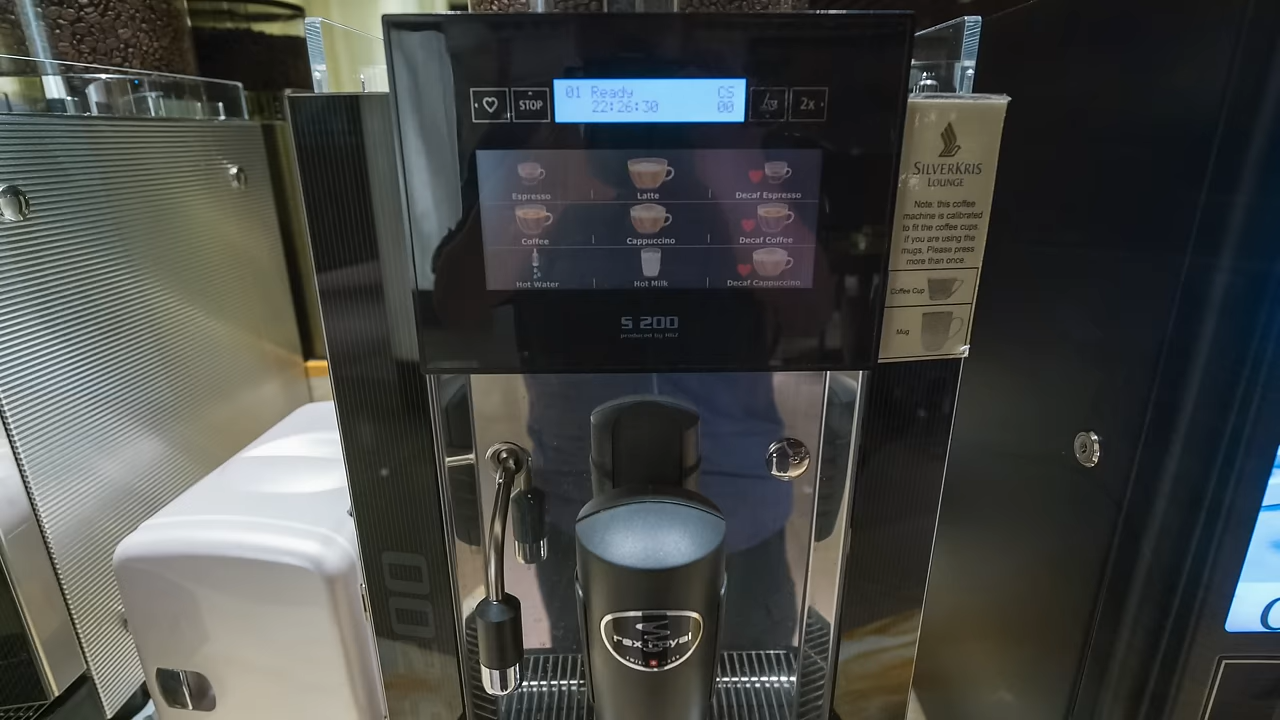 01 Ready CS
22:26:30 00
STOP
2x
Espresso
Latte
Decaf Espresso
Coffee
Cappuccino
Decaf Coffee
Hot Water
Hot Milk
Decaf Cappuccino
S 200
SILVERKRIS
LOUNGE
Note: this coffee
machine is calibrated
to fit the coffee cups.
If you are using the
mugs, Please press
more than once.
Coffee Cup
Mug
00
rex-royal